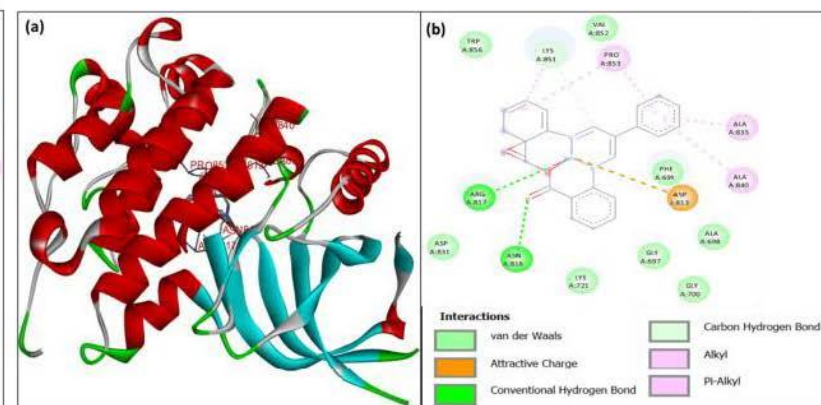 (a)
(b)
VAL
A:852
TRP
A:856
LYS
A:851
PRO
A:853
ALA
A:835
PHE
A:699
ALA
A:840
ARG
A:817
ASP
A:813
ASP
A:831
ASN
A:818
ALA
A:698
GLY
A:697
LYS
A:721
GLY
A:700
Interactions
van der Waals
Attractive Charge
Conventional Hydrogen Bond
Carbon Hydrogen Bond
Alkyl
Pi-Alkyl